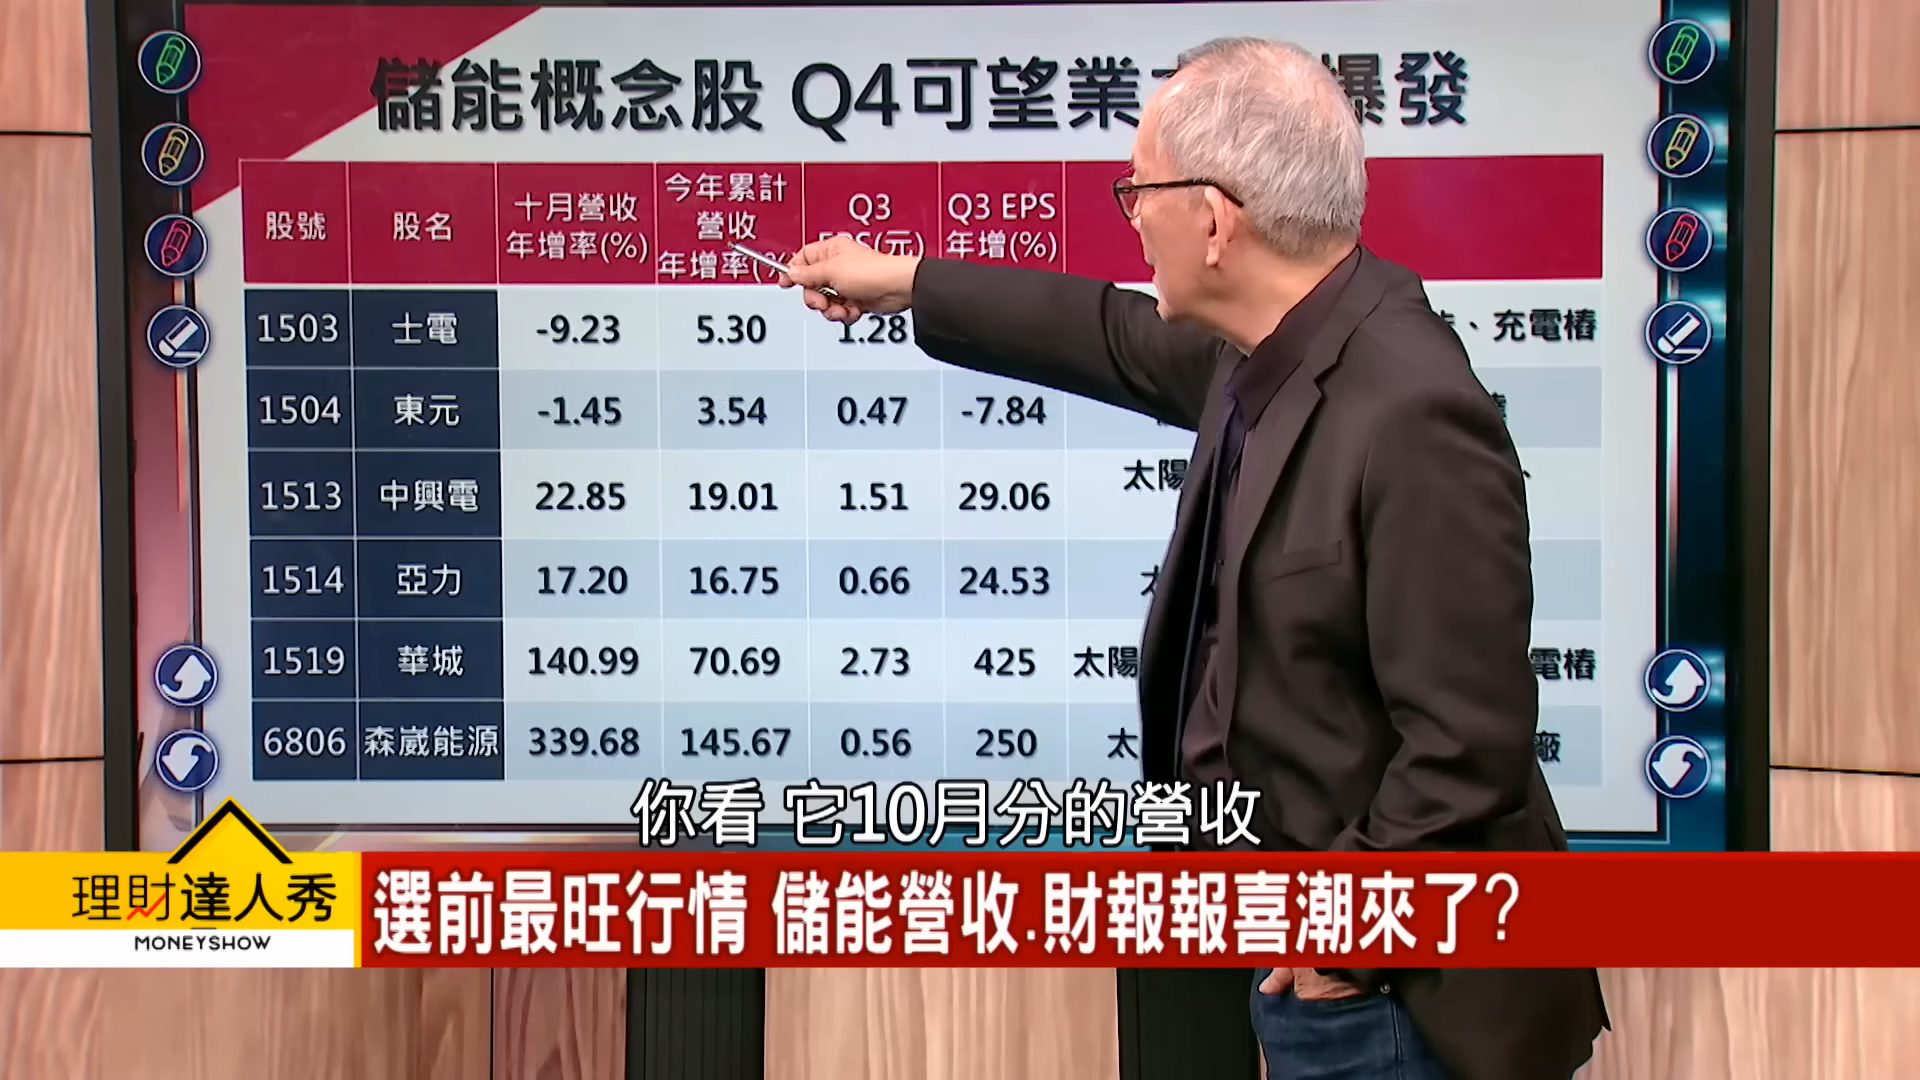 儲能概念股 Q4可望業 爆發
股號 股名 十月營收年增率(%) 今年累計營收年增率(% Q3 (元) Q3 EPS年增(%)
1503 士電 -9.23 5.30 1.28 、充電樁
1504 東元 -1.45 3.54 0.47 -7.84
1513 中興電 22.85 19.01 1.51 29.06 太陽 、
1514 亞力 17.20 16.75 0.66 24.53 太
1519 華城 140.99 70.69 2.73 425 太陽 電樁
6806 森崴能源 339.68 145.67 0.56 250 太 廠
你看 它10月分的營收
理財達人秀
MONEYSHOW
選前最旺行情 儲能營收.財報報喜潮來了?